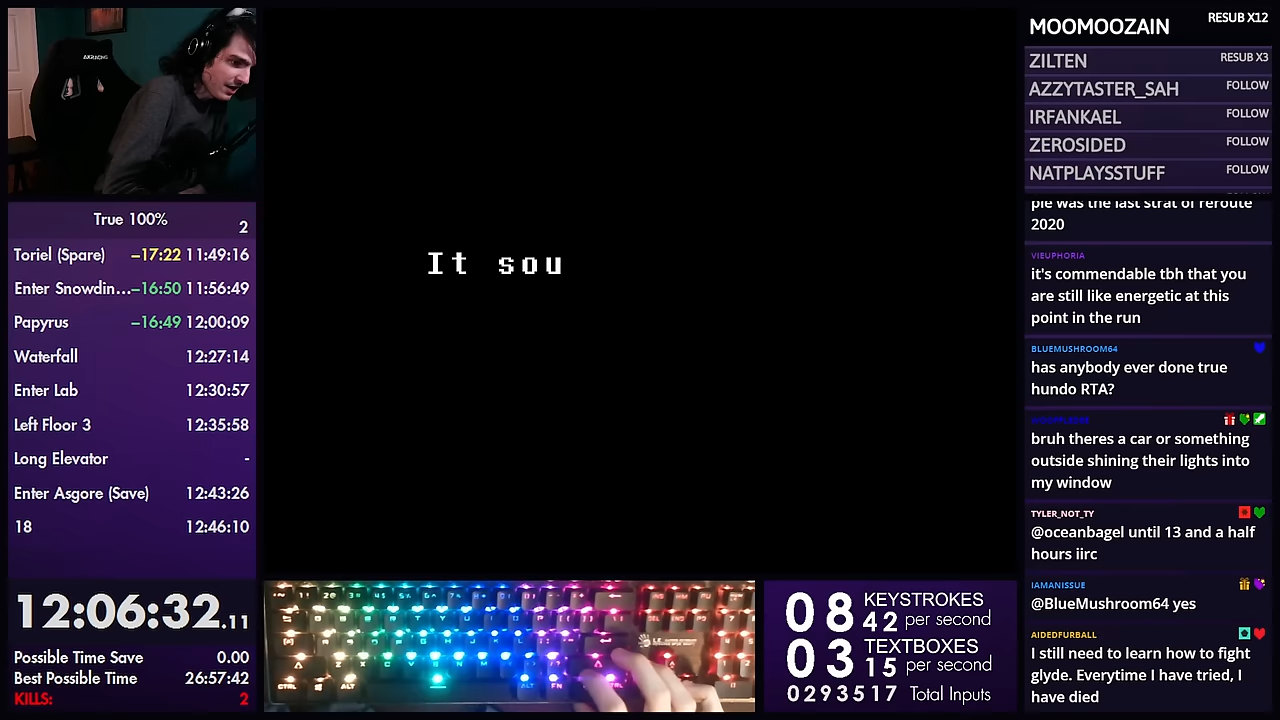 AKRACING
MOOMOOZAIN RESUB X12
ZILTEN RESUB X3
AZZYTASTER_SAH FOLLOW
IRFANKAEL FOLLOW
ZEROSIDED FOLLOW
NATPLAYSSTUFF FOLLOW
pie was the last strat of reroute
2020
VIEUPHORIA
it's commendable tbh that you
are still like energetic at this
point in the run
BLUEMUSHROOM64
has anybody ever done true
hundo RTA?
bruh theres a car or something
outside shining their lights into
my window
TYLER_NOT_TY
@oceanbagel until 13 and a half
hours iirc
IAMANISSUE
@BlueMushroom64 yes
AIDEDFURBALL
I still need to learn how to fight
glyde. Everytime I have tried, I
have died
True 100% 2
Toriel (Spare) −17:22 11:49:16
Enter Snowdin... −16:50 11:56:49
Papyrus −16:49 12:00:09
Waterfall 12:27:14
Enter Lab 12:30:57
Left Floor 3 12:35:58
Long Elevator -
Enter Asgore (Save) 12:43:26
18 12:46:10
12:06:32.11
Possible Time Save 0.00
Best Possible Time 26:57:42
KILLS: 2
It sou
08 42 KEYSTROKES per second
03 15 TEXTBOXES per second
0293517 Total Inputs